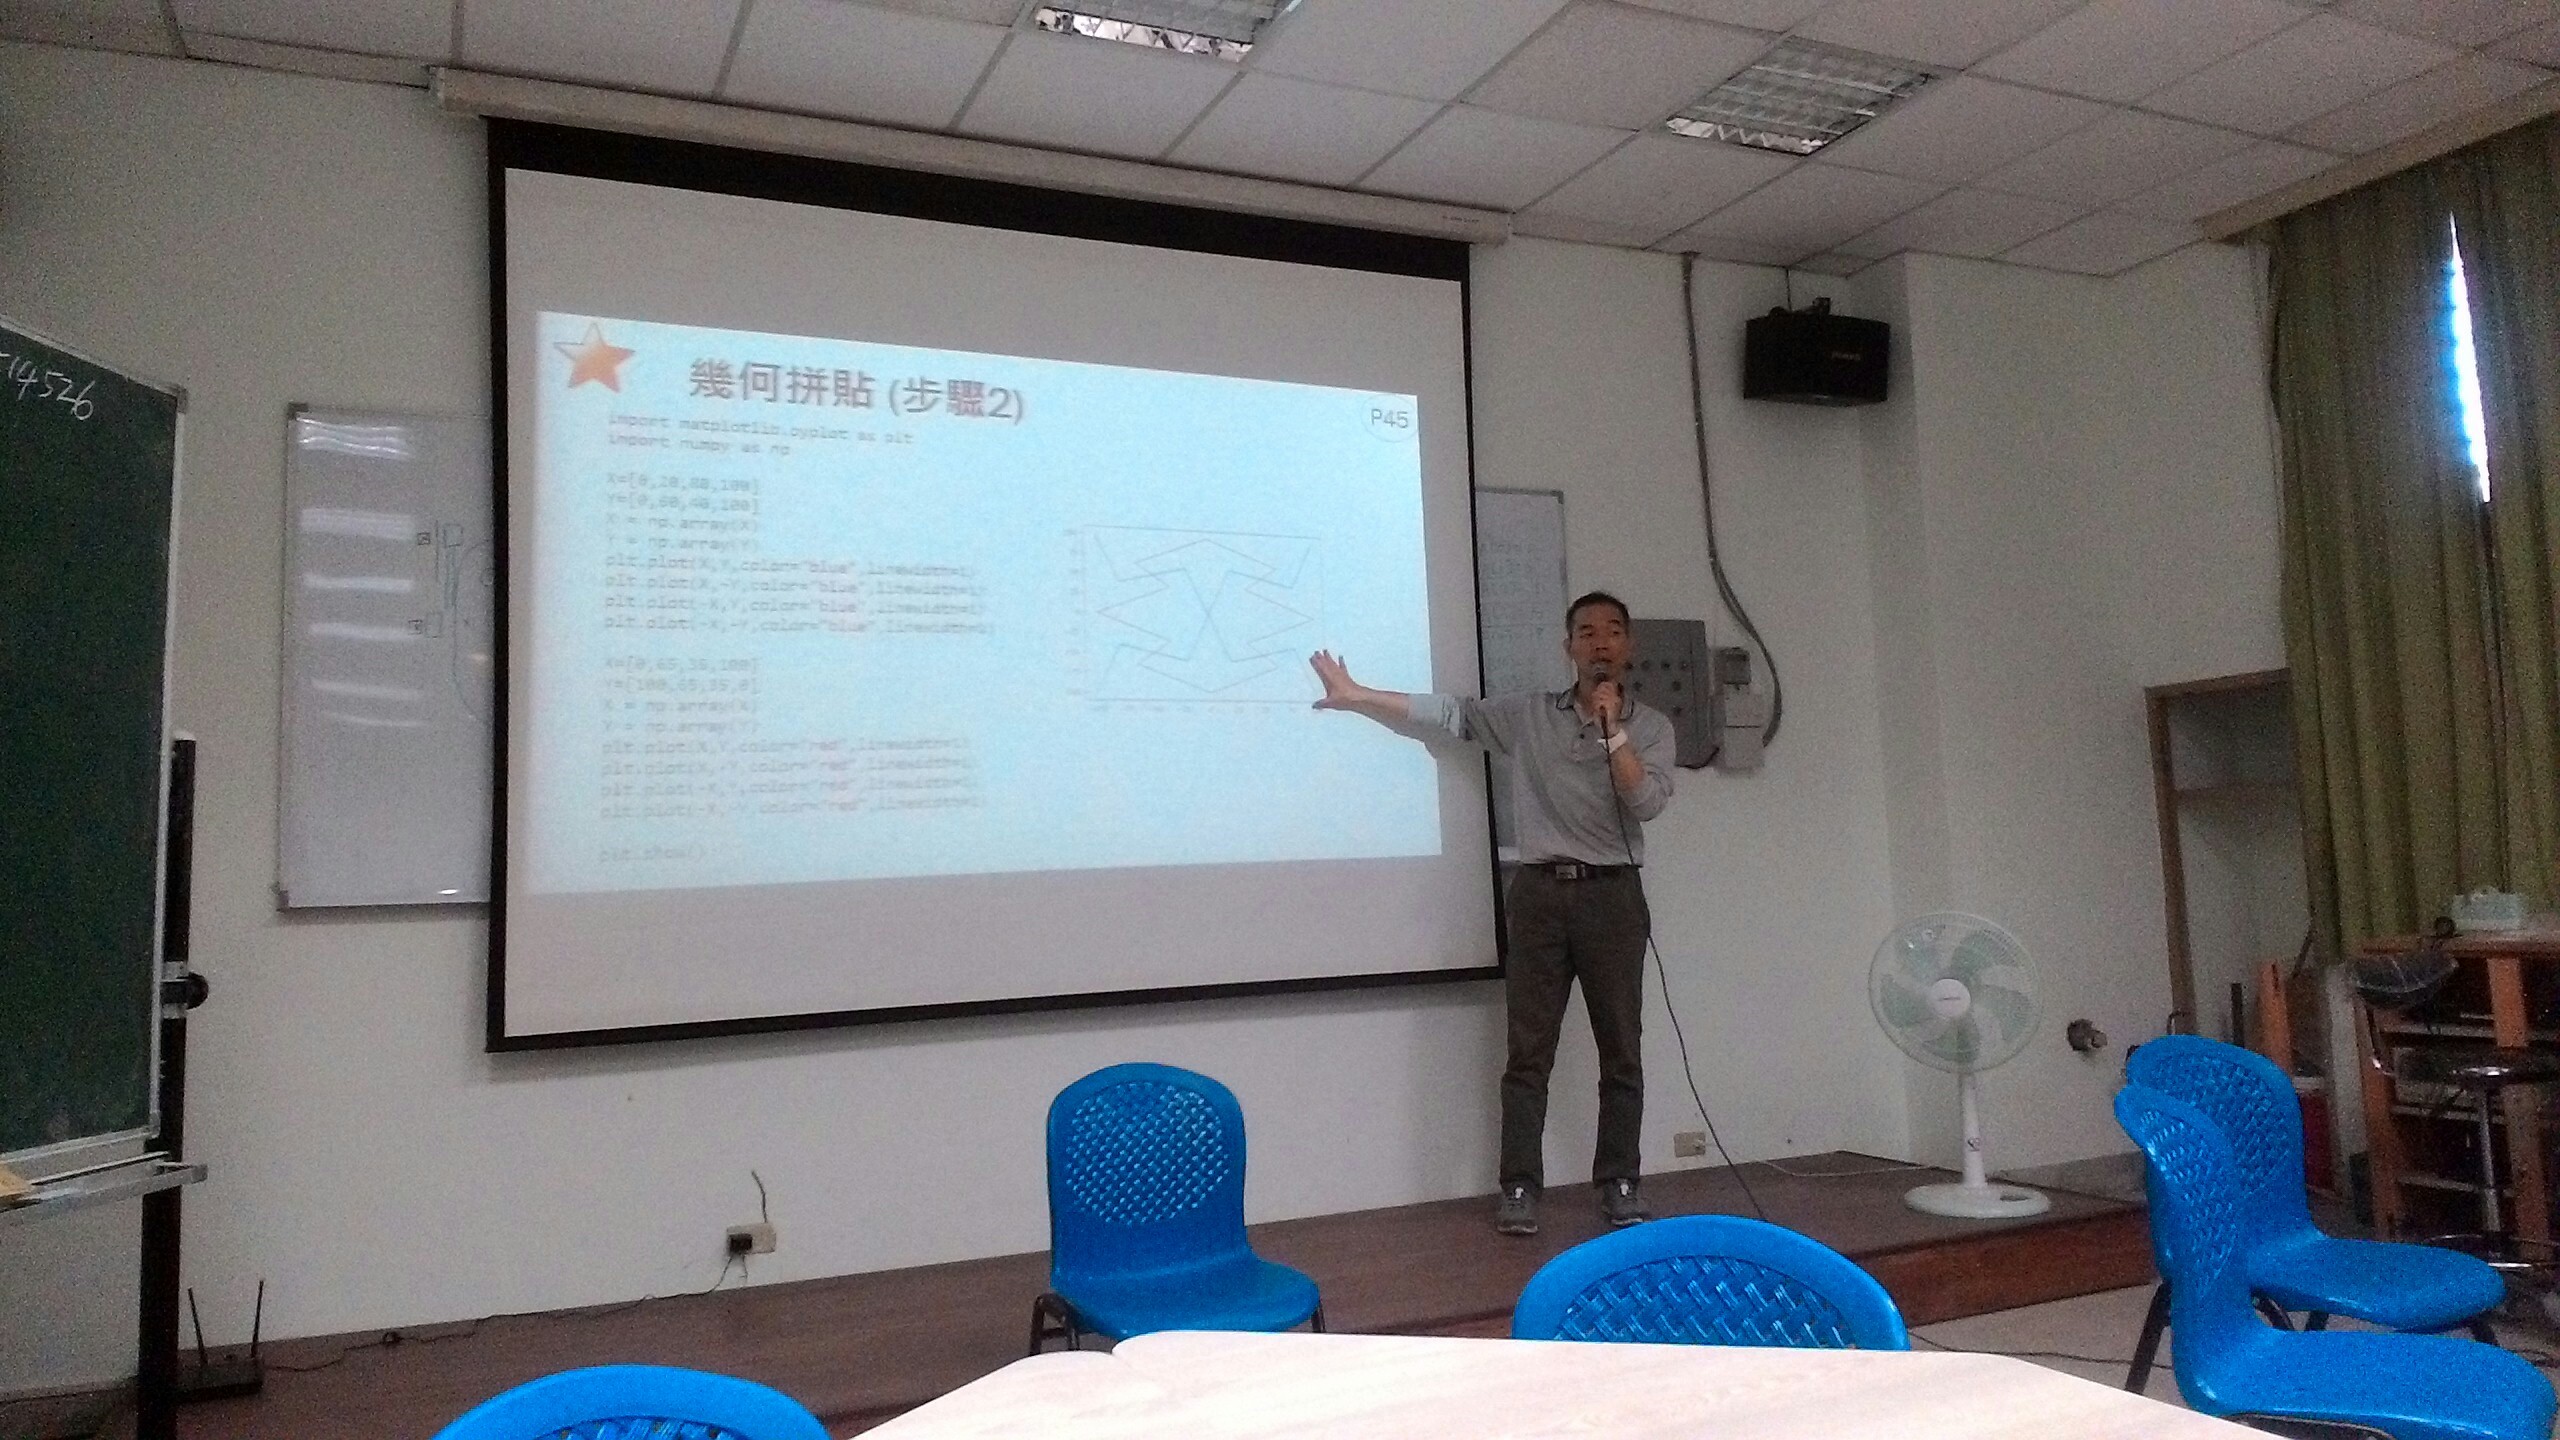 幾何拼貼 (步驟2)
P45
import matplotlib.pyplot as plt
import numpy as np
X=[0,20,80,100]
Y=[0,60,40,100]
X = np.array(X)
Y = np.array(Y)
plt.plot(X,Y,color="blue",linewidth=1)
plt.plot(X,-Y,color="blue",linewidth=1)
plt.plot(-X,Y,color="blue",linewidth=1)
plt.plot(-X,-Y,color="blue",linewidth=1)
X=[0,65,35,100]
Y=[100,65,35,0]
X = np.array(X)
Y = np.array(Y)
plt.plot(X,Y,color="red",linewidth=1)
plt.plot(X,-Y,color="red",linewidth=1)
plt.plot(-X,Y,color="red",linewidth=1)
plt.plot(-X,-Y,color="red",linewidth=1)
plt.show()
14526